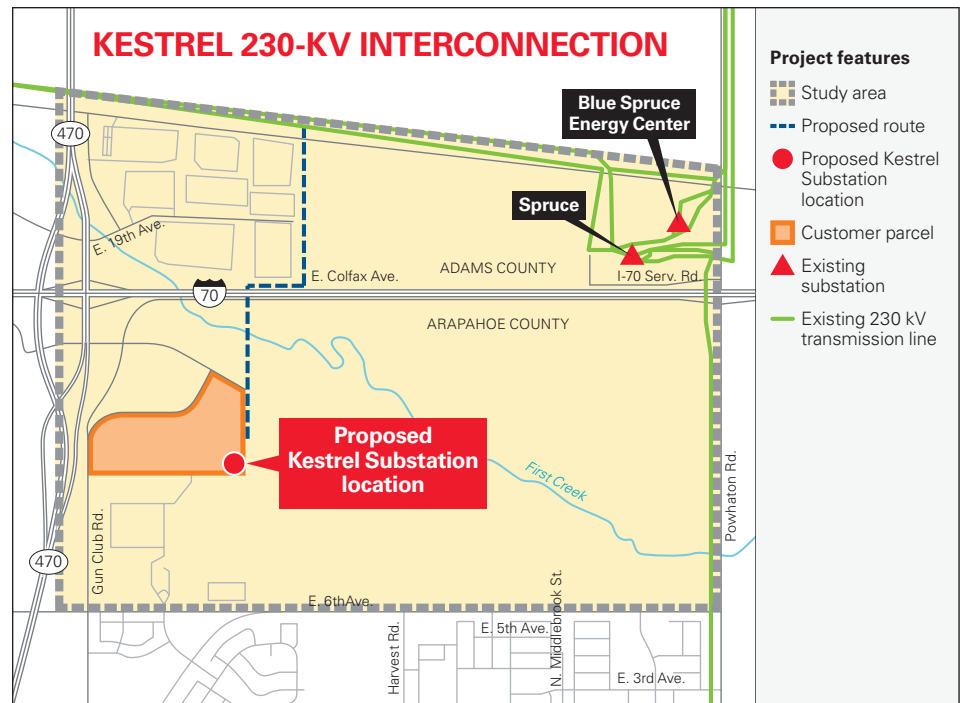 KESTREL 230-KV INTERCONNECTION
470
Blue Spruce
Energy Center
Spruce
E. 19th Ave.
E. Colfax Ave.
ADAMS COUNTY
I-70 Serv. Rd.
70
ARAPAHOE COUNTY
Proposed
Kestrel Substation
location
First Creek
Powhaton Rd.
Gun Club Rd.
470
E. 6thAve.
Harvest Rd.
E. 5th Ave.
N. Middlebrook St.
E. 3rd Ave.
Project features
Study area
Proposed route
Proposed Kestrel
Substation
location
Customer parcel
Existing
substation
Existing 230 kV
transmission line